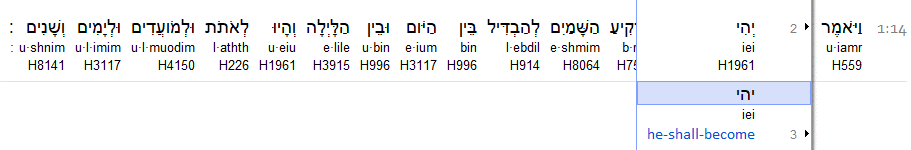 1:14 וַיֹּאמֶר 2 יְהִי הַשָּׁמַיִם לְהַבְדִּיל בֵּין הַיּוֹם וּבֵין הַלָּיְלָה וְהָיוּ לְאֹתֹת וּלְמוֹעֲדִים וּלְיָמִים וְשָׁנִים :
u·iamr iei e·shmim l·ebdil bin e·ium u·bin e·lile u·eiu l·athth u·l·muodim u·l·imim u·shnim :
H559 H1961 H8064 H914 H996 H3117 H996 H3915 H1961 H226 H4150 H3117 H8141
יהי
iei
he-shall-become 3